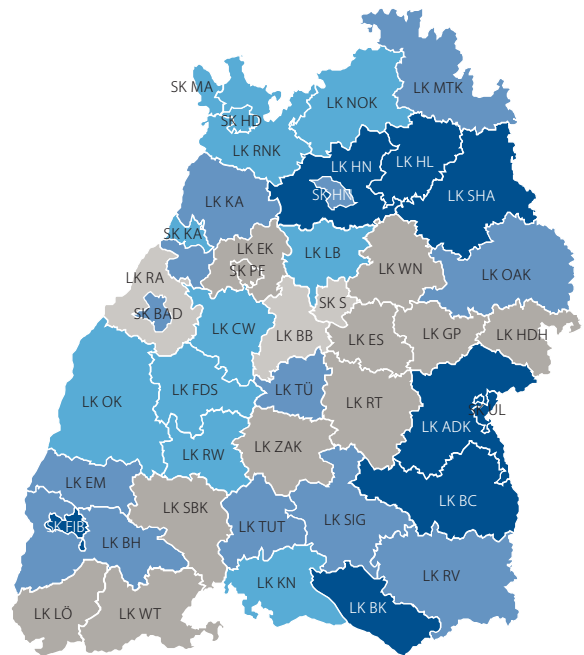 SK MA
LK MTK
LK NOK
SK HD
LK RNK
LK HN
LK HL
SK HN
LK SHA
LK KA
SK KA
LK EK
LK LB
LK WN
LK RA
SK PF
LK OAK
SK S
SK BAD
LK CW
LK BB
LK ES
LK GP
LK HDH
LK OK
LK FDS
LK TÜ
LK RT
SK UL
LK ADK
LK ZAK
LK RW
LK EM
LK SBK
LK BC
SK FIB
LK BH
LK TUT
LK SIG
LK KN
LK RV
LK LÖ
LK WT
LK BK